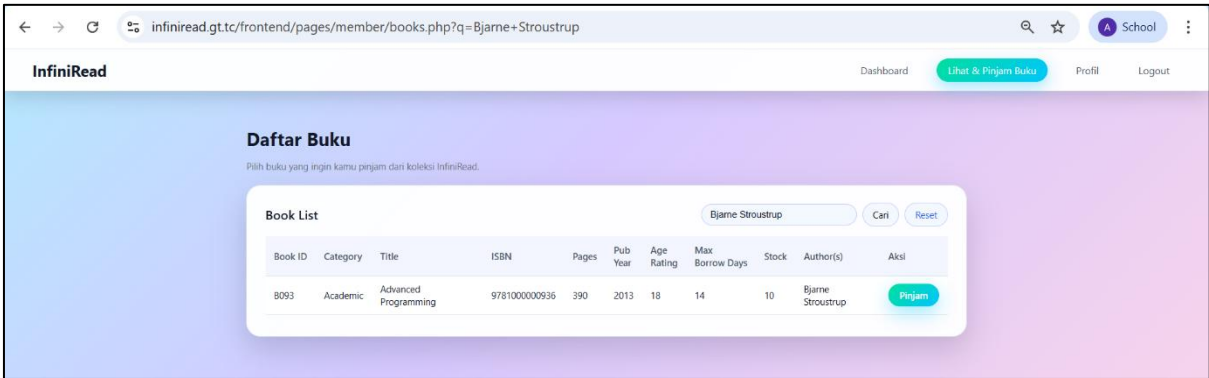 infiniread.gt.tc/frontend/pages/member/books.php?q=Bjarne+Stroustrup
A School
InfiniRead
Dashboard Lihat & Pinjam Buku Profil Logout
Daftar Buku
Pilih buku yang ingin kamu pinjam dari koleksi InfiniRead.
Book List Bjarne Stroustrup Cari Reset
Book ID Category Title ISBN Pages Pub Year Age Rating Max Borrow Days Stock Author(s) Aksi
B093 Academic Advanced Programming 9781000000936 390 2013 18 14 10 Bjarne Stroustrup Pinjam